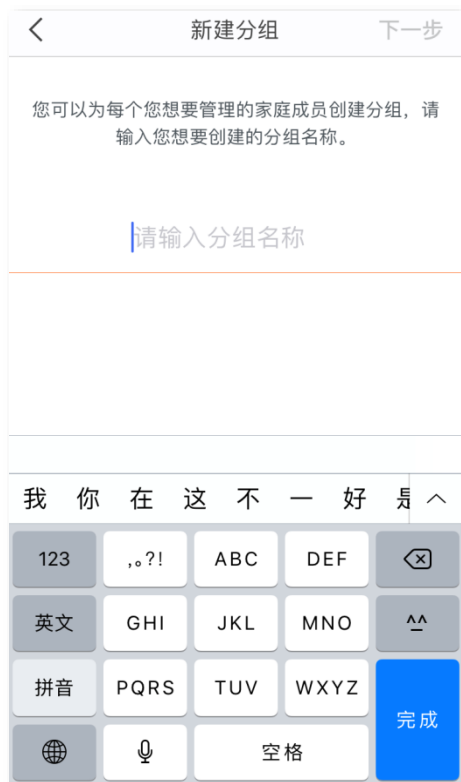 新建分组 下一步
您可以为每个您想要管理的家庭成员创建分组，请
输入您想要创建的分组名称。
请输入分组名称
我 你 在 这 不 一 好 是
123 ,。?! ABC DEF
英文 GHI JKL MNO ^^
拼音 PQRS TUV WXYZ
完成
空格